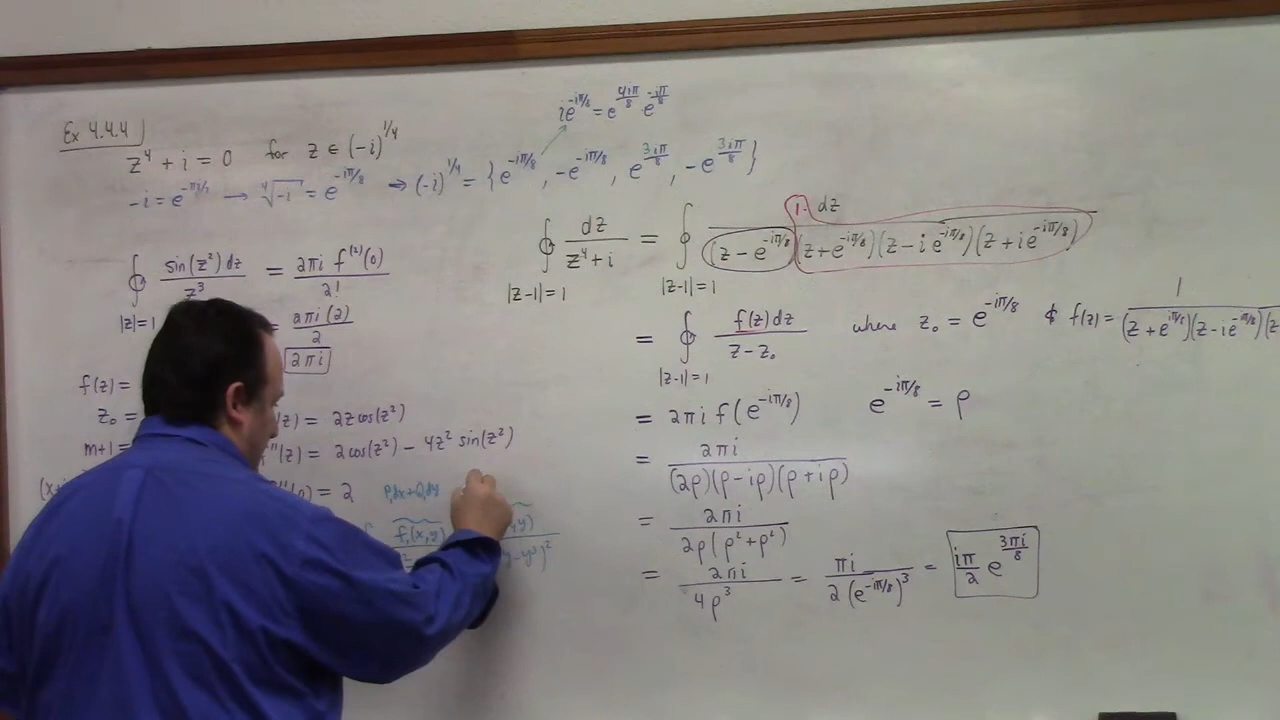 Ex 4.4.4
ie^{-iπ/8} = e^{4iπ/8} e^{-iπ/8}
z⁴ + i = 0 for z ∈ (-i)^{1/4}
-i = e^{-πi/2} → ⁴√-i = e^{-iπ/8} ⇒ (-i)^{1/4} = { e^{-iπ/8}, -e^{-iπ/8}, e^{3iπ/8}, -e^{3iπ/8} }
∮_{|z|=1} sin(z²) dz / z³ = 2πi f^{(2)}(0) / 2!
= 2πi(2) / 2
2πi
f(z) =
z₀ =
(z) = 2z cos(z²)
m+1 =
"(z) = 2cos(z²) - 4z² sin(z²)
"(0) = 2
P₁dx + Q₁dy
f₁(x,y)
∮_{|z-1|=1} dz / (z⁴ + i) = ∮_{|z-1|=1} 1· dz / (z - e^{-iπ/8})(z + e^{-iπ/8})(z - i e^{-iπ/8})(z + i e^{-iπ/8})
= ∮_{|z-1|=1} f(z) dz / (z - z₀) where z₀ = e^{-iπ/8} & f(z) = 1 / (z + e^{-iπ/8})(z - ie^{-iπ/8})(z
= 2πi f(e^{-iπ/8}) e^{-iπ/8} = ρ
= 2πi / (2ρ)(ρ - iρ)(ρ + iρ)
= 2πi / 2ρ(ρ² + ρ²)
= 2πi / 4ρ³ = πi / 2(e^{-iπ/8})³ = iπ/2 e^{3πi/8}